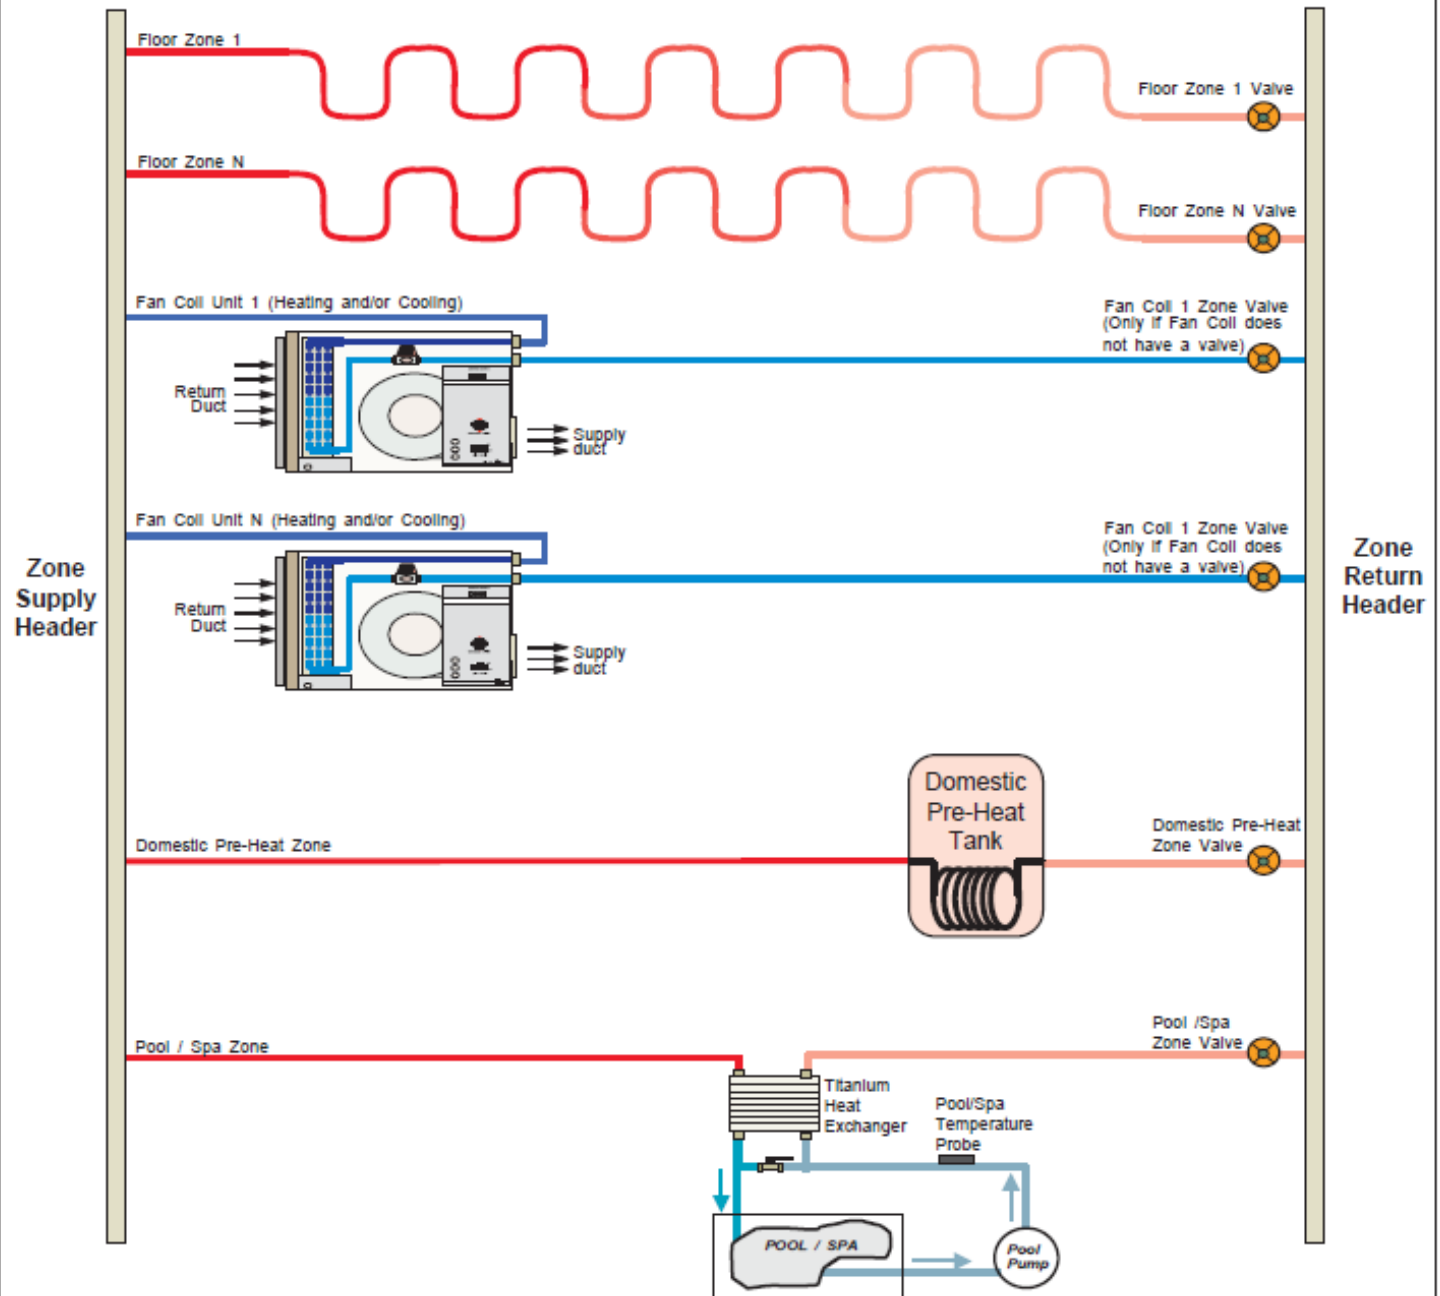 Floor Zone 1
Floor Zone 1 Valve
Floor Zone N
Floor Zone N Valve
Fan Coil Unit 1 (Heating and/or Cooling)
Fan Coil 1 Zone Valve
(Only if Fan Coil does
not have a valve)
Return
Duct
Supply
duct
Fan Coil Unit N (Heating and/or Cooling)
Fan Coil 1 Zone Valve
(Only if Fan Coil does
not have a valve)
Zone
Supply
Header
Zone
Return
Header
Return
Duct
Supply
duct
Domestic
Pre-Heat
Tank
Domestic Pre-Heat Zone
Domestic Pre-Heat
Zone Valve
Pool / Spa Zone
Pool /Spa
Zone Valve
Titanium
Heat
Exchanger
Pool/Spa
Temperature
Probe
POOL / SPA
Pool
Pump